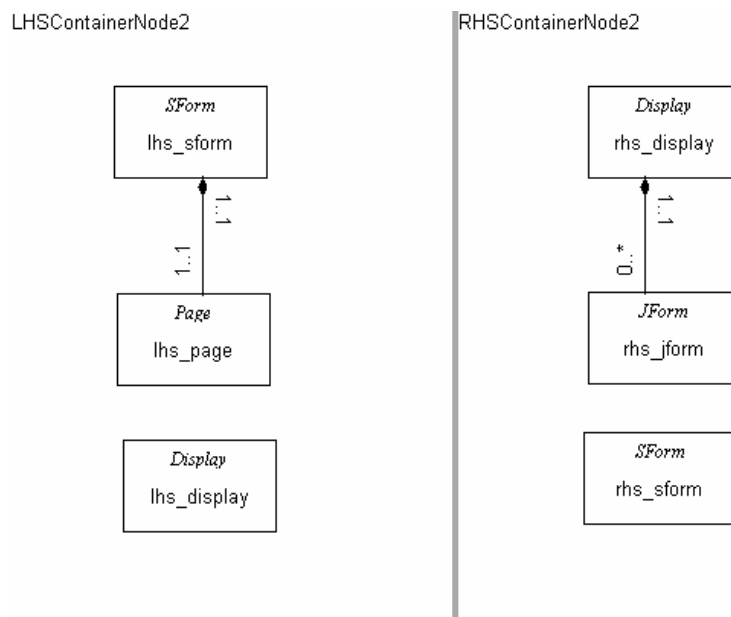 LHSContainerNode2
SForm
lhs_sform
1..1
1..1
Page
lhs_page
Display
lhs_display
RHSContainerNode2
Display
rhs_display
1..1
0..*
JForm
rhs_jform
SForm
rhs_sform